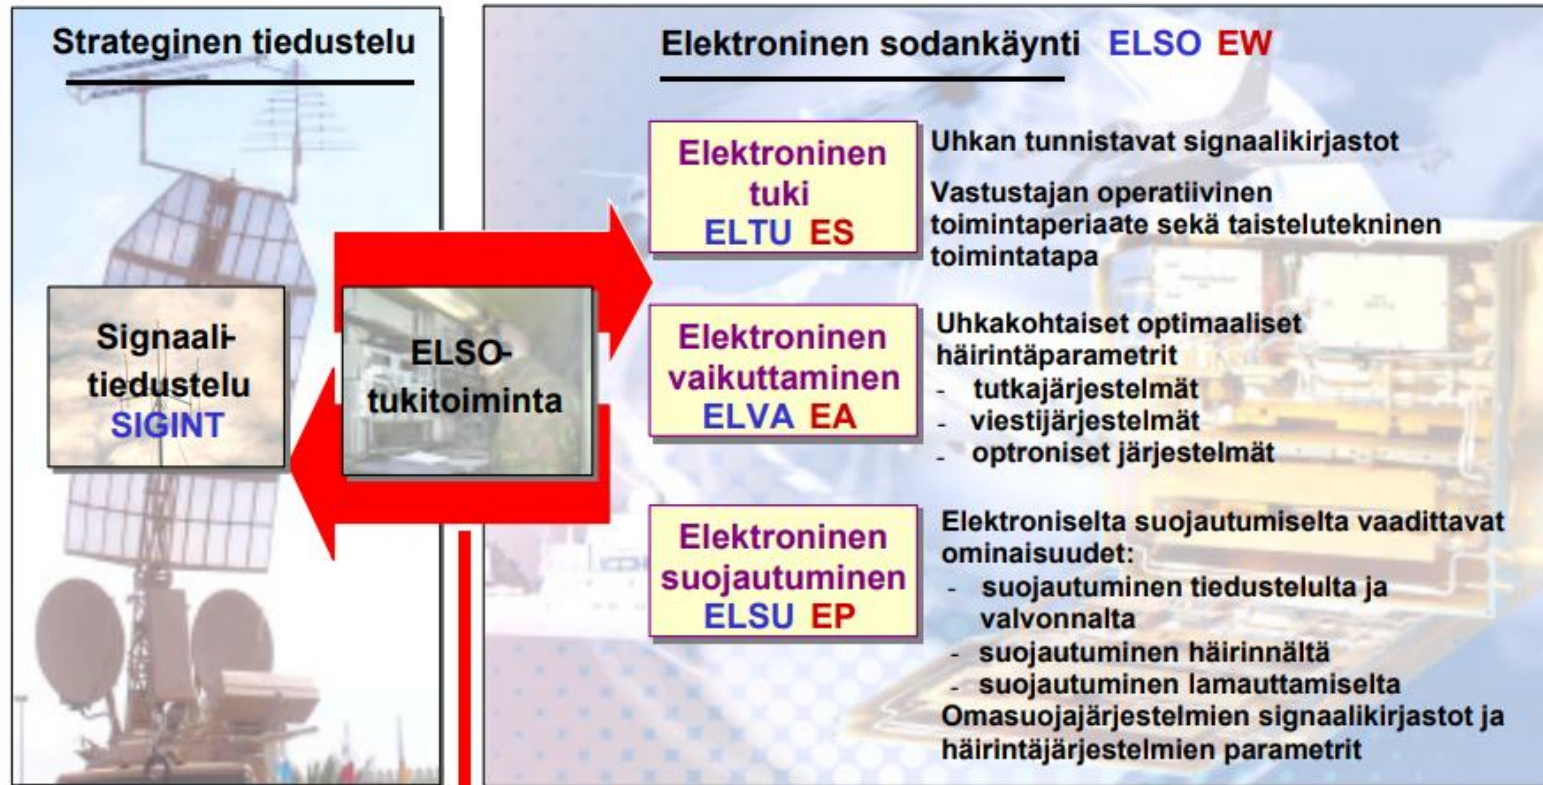 Strateginen tiedustelu
Signaali-
tiedustelu
SIGINT
ELSO-
tukitoiminta
Elektroninen sodankäynti ELSO EW
Elektroninen
tuki
ELTU ES
Uhkan tunnistavat signaalikirjastot
Vastustajan operatiivinen
toimintaperiaate sekä taistelutekninen
toimintatapa
Elektroninen
vaikuttaminen
ELVA EA
Uhkakohtaiset optimaaliset
häirintäparametrit
- tutkajärjestelmät
- viestijärjestelmät
- optroniset järjestelmät
Elektroninen
suojautuminen
ELSU EP
Elektroniselta suojautumiselta vaadittavat
ominaisuudet:
- suojautuminen tiedustelulta ja
valvonnalta
- suojautuminen häirinnältä
- suojautuminen lamauttamiselta
Omasuojajärjestelmien signaalikirjastot ja
häirintäjärjestelmien parametrit